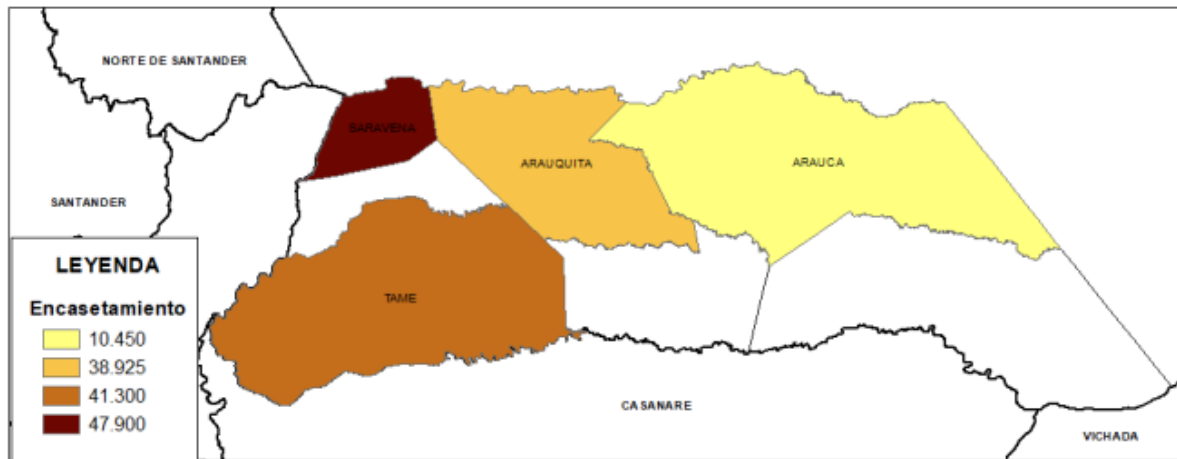 NORTE DE SANTANDER
SARAVENA
ARAUQUITA
ARAUCA
SANTANDER
LEYENDA
Encasetamiento
10.450
38.925
41.300
47.900
TAME
CASANARE
VICHADA